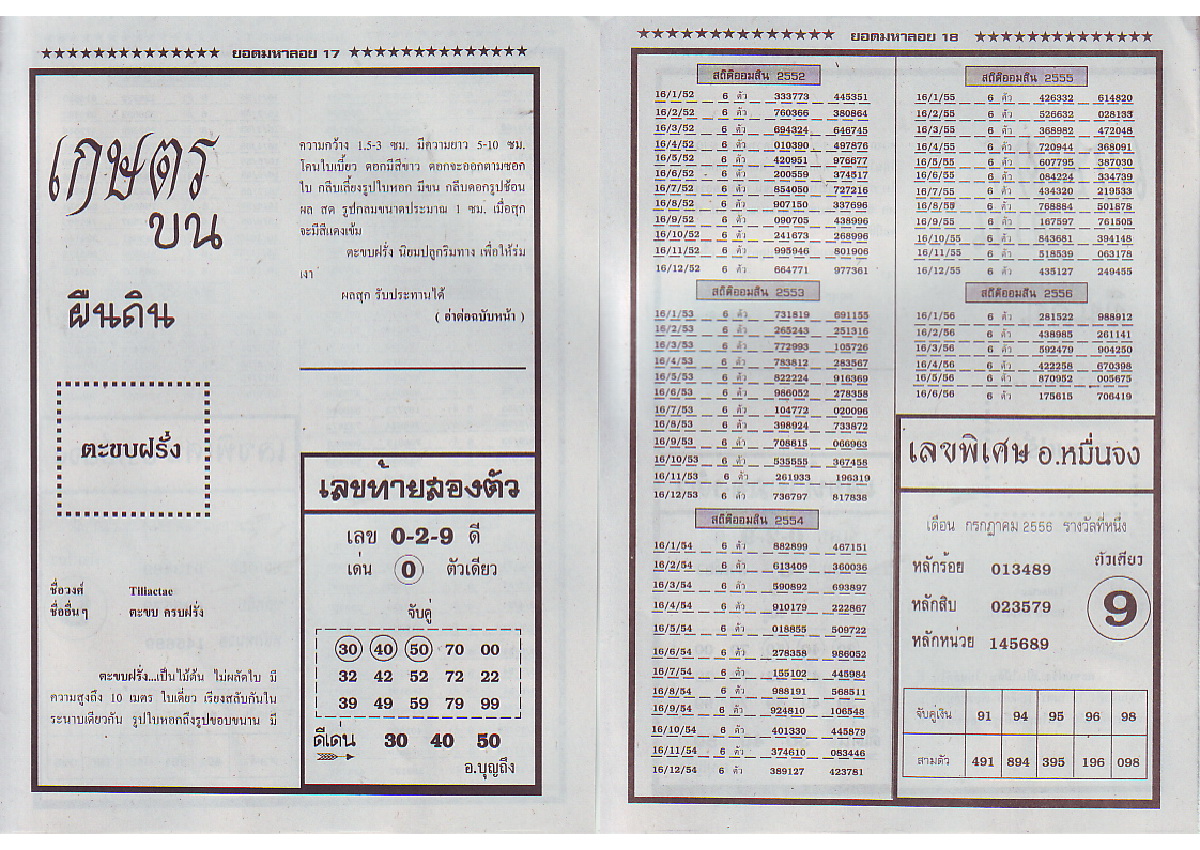 ★★★★★★★★★★★★★★ ยอดมหาลอย 17 ★★★★★★★★★★★★★★
เกษตร
บน
ผืนดิน
ตะขบฝรั่ง
ชื่อวงศ์ Tiliactae
ชื่ออื่นๆ ตะขบ ครบฝรั่ง
ตะขบฝรั่ง...เป็นไม้ต้น ไม่ผลัดใบ มี
ความสูงถึง 10 เมตร ใบเดี่ยว เรียงสลับกันใน
ระนาบเดียวกัน รูปใบหอกถึงรูปขอบขนาน มี
ความกว้าง 1.5-3 ซม. มีความยาว 5-10 ซม.
โคนใบเบี้ยว ดอกมีสีขาว ดอกจะออกตามซอก
ใบ กลีบเลี้ยงรูปใบหอก มีขน กลีบดอกรูปช้อน
ผล สด รูปกลมขนาดประมาณ 1 ซม. เมื่อสุก
จะมีสีแดงเข้ม
ตะขบฝรั่ง นิยมปลูกริมทาง เพื่อให้ร่ม
เงา
ผลสุก รับประทานได้
( อ่าต่อฉบับหน้า )
เลขท้ายสองตัว
เลข 0-2-9 ดี
เด่น 0 ตัวเดียว
จับคู่
30 40 50 70 00
32 42 52 72 22
39 49 59 79 99
ดีเด่น 30 40 50
อ.บุญถึง
★★★★★★★★★★★★★★ ยอดมหาลอย 18 ★★★★★★★★★★★★★★
สถิติออมสิน 2552
16/1/52 6 ตัว 333773 445351
16/2/52 6 ตัว 760366 380864
16/3/52 6 ตัว 694324 646745
16/4/52 6 ตัว 010390 497876
16/5/52 6 ตัว 420951 976677
16/6/52 6 ตัว 200559 374517
16/7/52 6 ตัว 854050 727216
16/8/52 6 ตัว 907150 337696
16/9/52 6 ตัว 090705 438996
16/10/52 6 ตัว 241673 268996
16/11/52 6 ตัว 995946 801906
16/12/52 6 ตัว 664771 977361
สถิติออมสิน 2553
16/1/53 6 ตัว 731819 691155
16/2/53 6 ตัว 265243 251316
16/3/53 6 ตัว 772993 105726
16/4/53 6 ตัว 783812 283567
16/5/53 6 ตัว 822224 916369
16/6/53 6 ตัว 986052 278358
16/7/53 6 ตัว 104772 020096
16/8/53 6 ตัว 398924 733872
16/9/53 6 ตัว 708615 066963
16/10/53 6 ตัว 535555 367458
16/11/53 6 ตัว 261933 196319
16/12/53 6 ตัว 736797 817838
สถิติออมสิน 2554
16/1/54 6 ตัว 882899 467151
16/2/54 6 ตัว 613409 360036
16/3/54 6 ตัว 590892 693897
16/4/54 6 ตัว 910179 222867
16/5/54 6 ตัว 018855 509722
16/6/54 6 ตัว 278358 986052
16/7/54 6 ตัว 155102 445984
16/8/54 6 ตัว 988191 568511
16/9/54 6 ตัว 924810 106548
16/10/54 6 ตัว 401330 445879
16/11/54 6 ตัว 374610 083446
16/12/54 6 ตัว 389127 423781
สถิติออมสิน 2555
16/1/55 6 ตัว 426332 614820
16/2/55 6 ตัว 526632 028133
16/3/55 6 ตัว 368982 472048
16/4/55 6 ตัว 720944 368091
16/5/55 6 ตัว 607795 387030
16/6/55 6 ตัว 084224 334739
16/7/55 6 ตัว 434320 219533
16/8/55 6 ตัว 768884 501878
16/9/55 6 ตัว 167597 761505
16/10/55 6 ตัว 843681 394148
16/11/55 6 ตัว 518539 063178
16/12/55 6 ตัว 435127 249455
สถิติออมสิน 2556
16/1/56 6 ตัว 281522 988912
16/2/56 6 ตัว 438985 261141
16/3/56 6 ตัว 592479 904250
16/4/56 6 ตัว 422258 670398
16/5/56 6 ตัว 870952 005675
16/6/56 6 ตัว 175615 706419
เลขพิเศษ อ.หมื่นจง
เดือน กรกฎาคม 2556 รางวัลที่หนึ่ง
หลักร้อย 013489 ตัวเดียว
หลักสิบ 023579 9
หลักหน่วย 145689
จับคู่เงิน 91 94 95 96 98
สามตัว 491 894 395 196 098